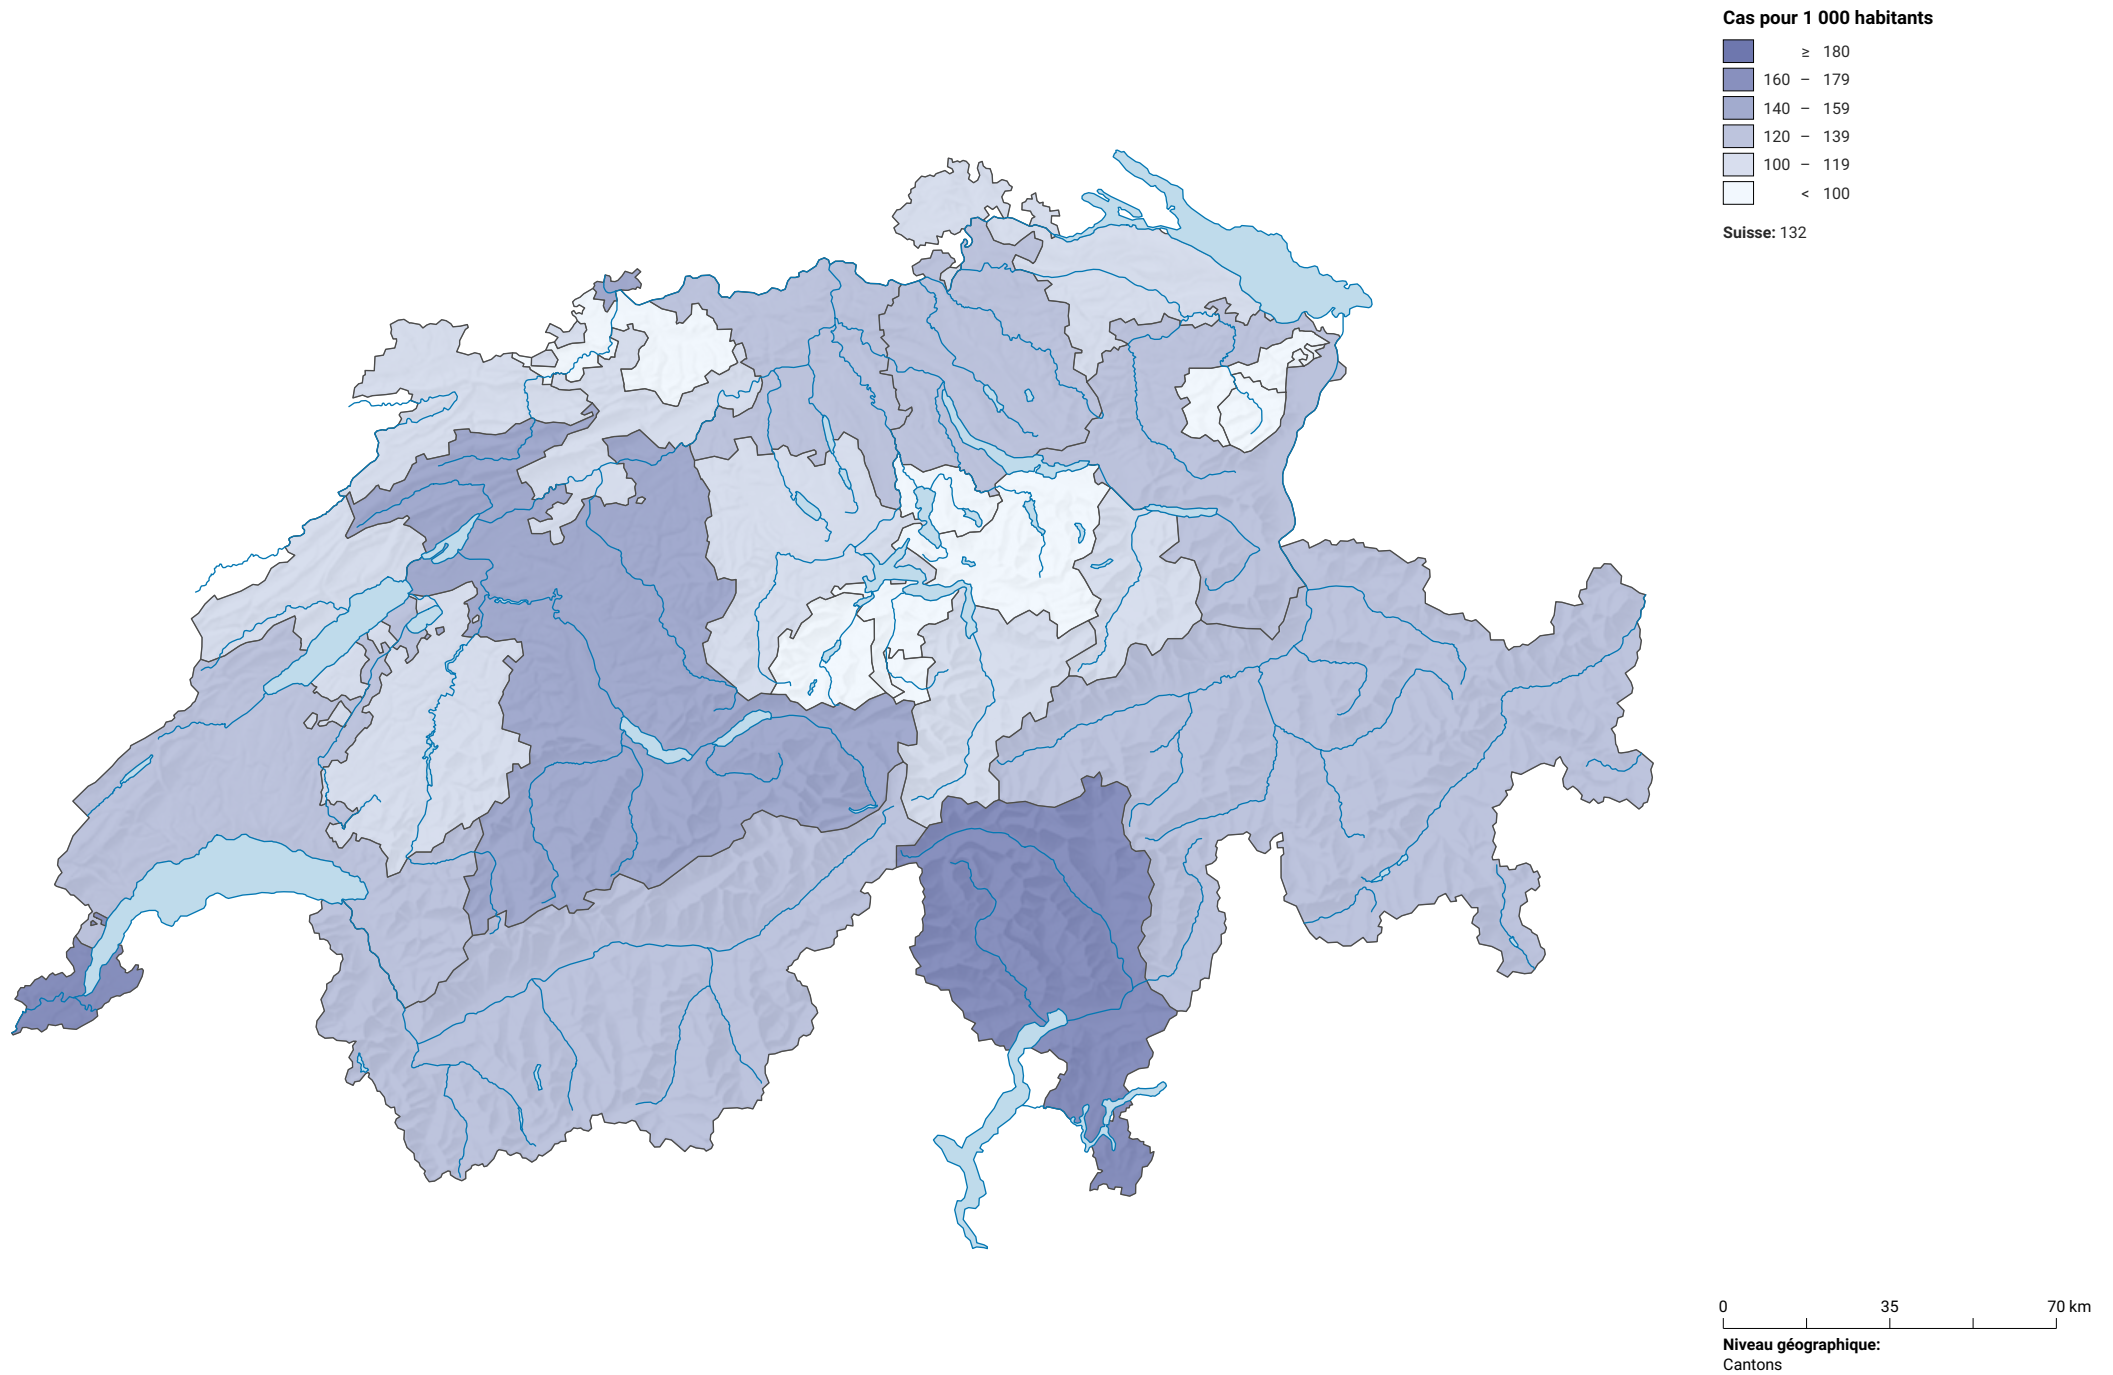 Cas pour 1 000 habitants
≥ 180
160 – 179
140 – 159
120 – 139
100 – 119
< 100
Suisse: 132
0 35 70 km
Niveau géographique:
Cantons